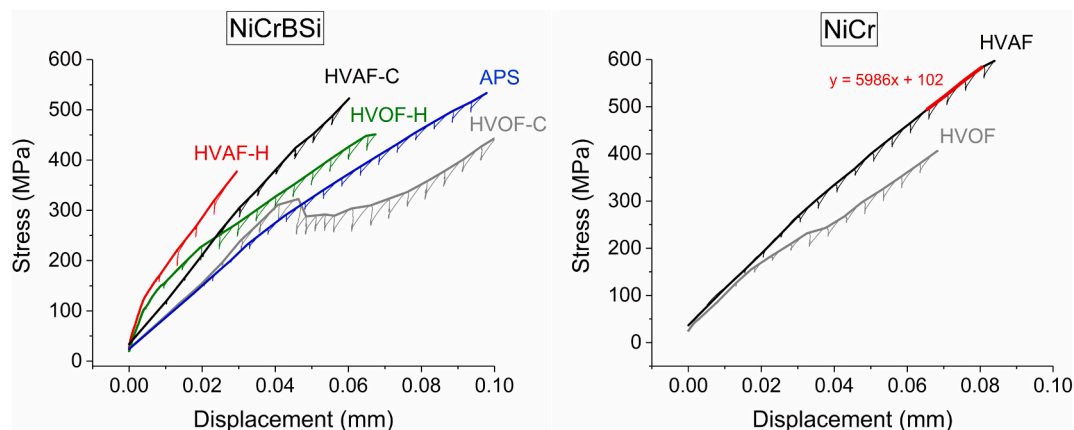 NiCrBSi
Stress (MPa)
600
500
400
300
200
100
0
HVAF-C
APS
HVOF-H
HVOF-C
HVAF-H
0.00 0.02 0.04 0.06 0.08 0.10
Displacement (mm)
NiCr
Stress (MPa)
600
500
400
300
200
100
0
HVAF
y = 5986x + 102
HVOF
0.00 0.02 0.04 0.06 0.08 0.10
Displacement (mm)